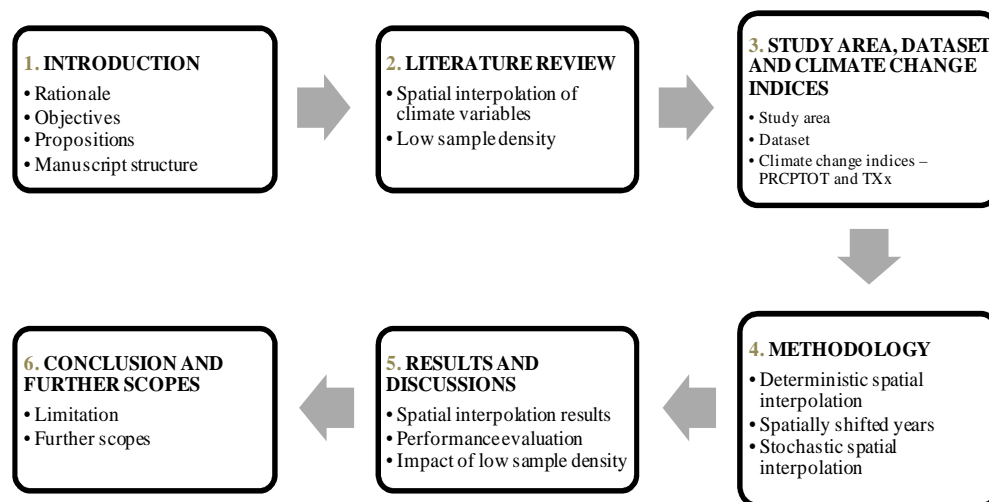 1. INTRODUCTION
• Rationale
• Objectives
• Propositions
• Manuscript structure
2. LITERATURE REVIEW
• Spatial interpolation of
climate variables
• Low sample density
3. STUDY AREA, DATASET
AND CLIMATE CHANGE
INDICES
• Study area
• Dataset
• Climate change indices –
PRCPTOT and TXx
4. METHODOLOGY
• Deterministic spatial
interpolation
• Spatially shifted years
• Stochastic spatial
interpolation
5. RESULTS AND
DISCUSSIONS
• Spatial interpolation results
• Performance evaluation
• Impact of low sample density
6. CONCLUSION AND
FURTHER SCOPES
• Limitation
• Further scopes